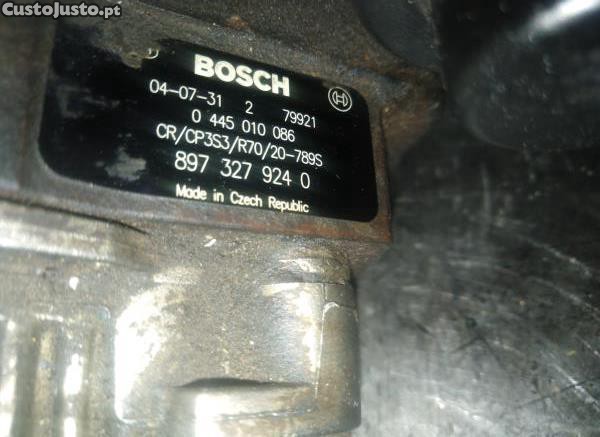 CustoJusto.pt
BOSCH
04-07-31 2 79921
0 445 010 086
CR/CP3S3/R70/20-789S
897 327 924 0
Made in Czech Republic